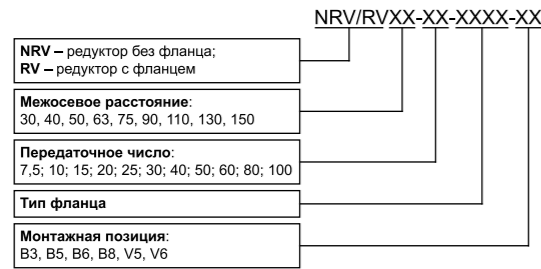 NRV/RVXX-XX-XXXX-XX
NRV – редуктор без фланца;
RV – редуктор с фланцем
Межосевое расстояние:
30, 40, 50, 63, 75, 90, 110, 130, 150
Передаточное число:
7,5; 10; 15; 20; 25; 30; 40; 50; 60; 80; 100
Тип фланца
Монтажная позиция:
B3, B5, B6, B8, V5, V6